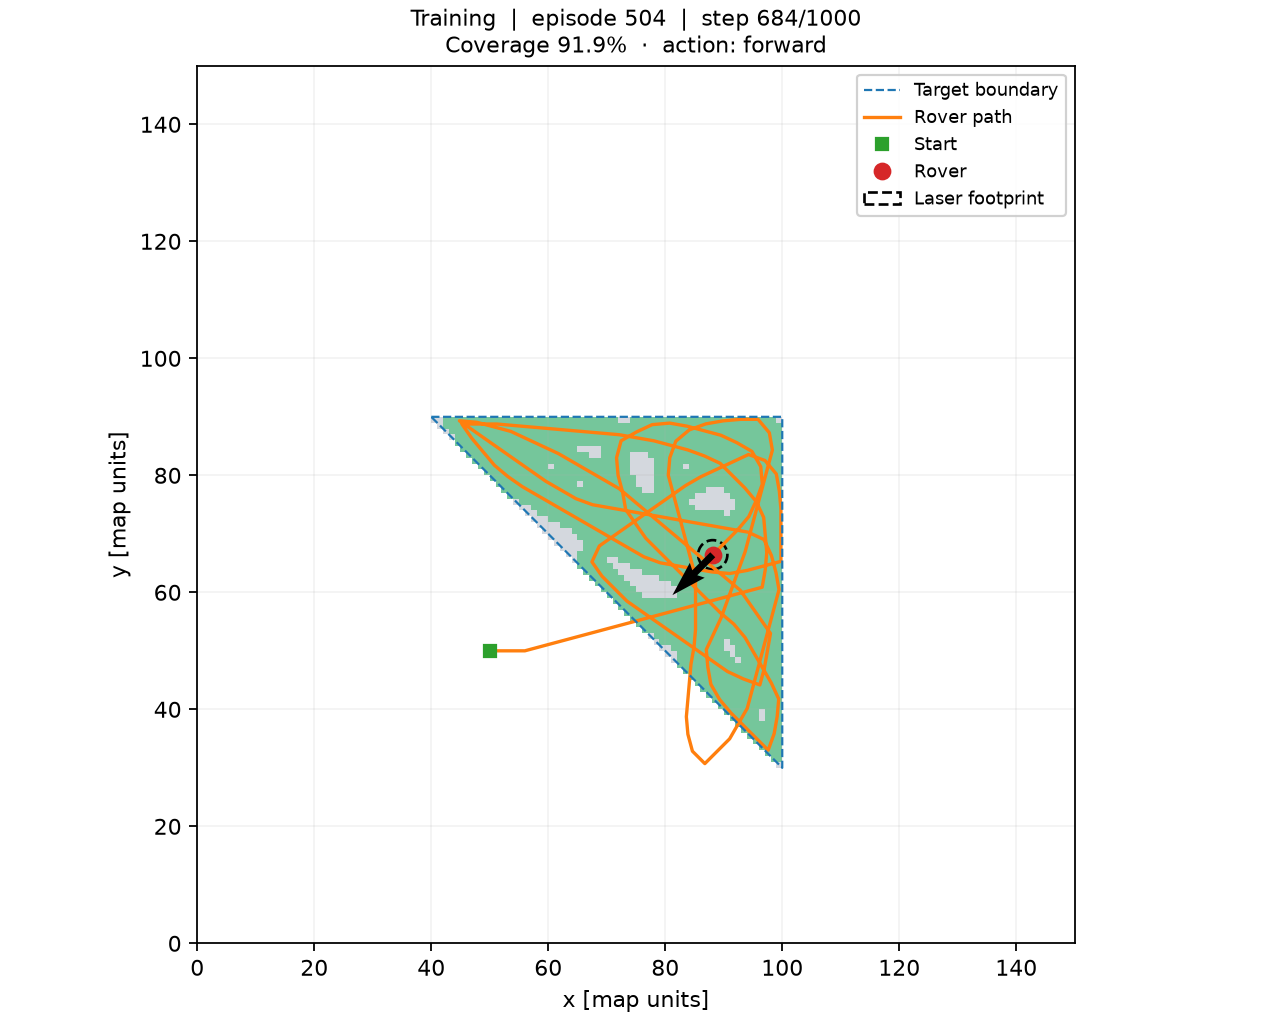 Training  |  episode 504  |  step 684/1000
Coverage 91.9%  ·  action: forward
Target boundary
Rover path
Start
Rover
Laser footprint
140
120
100
80
60
40
20
0
y [map units]
0 20 40 60 80 100 120 140
x [map units]